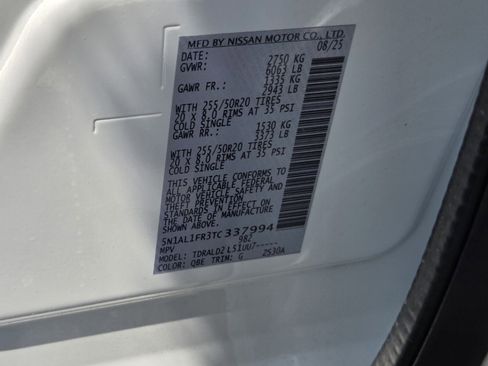 MFD BY NISSAN MOTOR CO., LTD.
DATE: 08/25
GVWR: 2750 KG
6063 LB
GAWR FR.: 1335 KG
2943 LB
WITH 255/50R20 TIRES
20 X 8.0 RIMS AT 35 PSI
COLD SINGLE
GAWR RR.: 1530 KG
3373 LB
WITH 255/50R20 TIRES
20 X 8.0 RIMS AT 35 PSI
COLD SINGLE
THIS VEHICLE CONFORMS TO
ALL APPLICABLE FEDERAL
MOTOR VEHICLE SAFETY AND
THEFT PREVENTION
STANDARDS IN EFFECT ON
THE DATE OF MANUFACTURE
SHOWN ABOVE.
5N1AL1FR3TC337994
MPV 982
MODEL: TDRALD2L51UU7-----
COLOR: QBE TRIM: G 2S30A